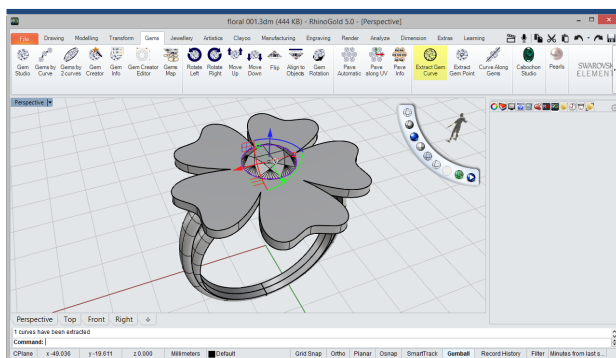 floral 001.3dm (444 KB) - RhinoGold 5.0 - [Perspective]
File Drawing Modelling Transform Gems Jewellery Artistics Clayoo Manufacturing Engraving Render Analyze Dimension Extras Learning
Gem Studio Gems by Curve Gems by 2 curves Gem Creator Gem Info Gem Creator Editor Gems Map Rotate Left Rotate Right Move Up Move Down Flip Align to Objects Gem Rotation Pave Automatic Pave along UV Pave Info Extract Gem Curve Extract Gem Point Curve Along Gems Cabochon Studio Pearls SWAROVSK ELEMEN
Perspective
Perspective Top Front Right
1 curves have been extracted
Command:
CPlane x -49.036 y -19.611 z 0.000 Millimeters Default Grid Snap Ortho Planar Osnap SmartTrack Gumball Record History Filter Minutes from last s...